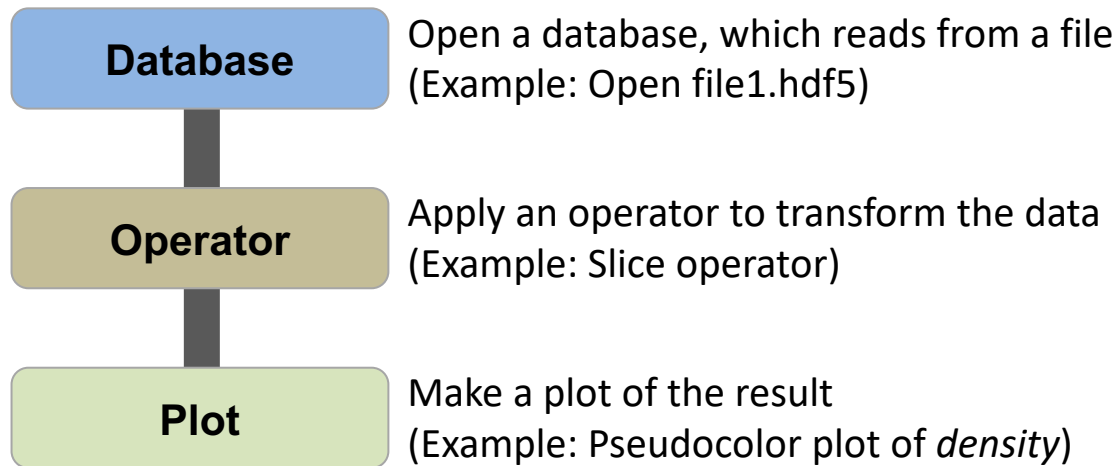 Database
Open a database, which reads from a file
(Example: Open file1.hdf5)
Operator
Apply an operator to transform the data
(Example: Slice operator)
Plot
Make a plot of the result
(Example: Pseudocolor plot of density)